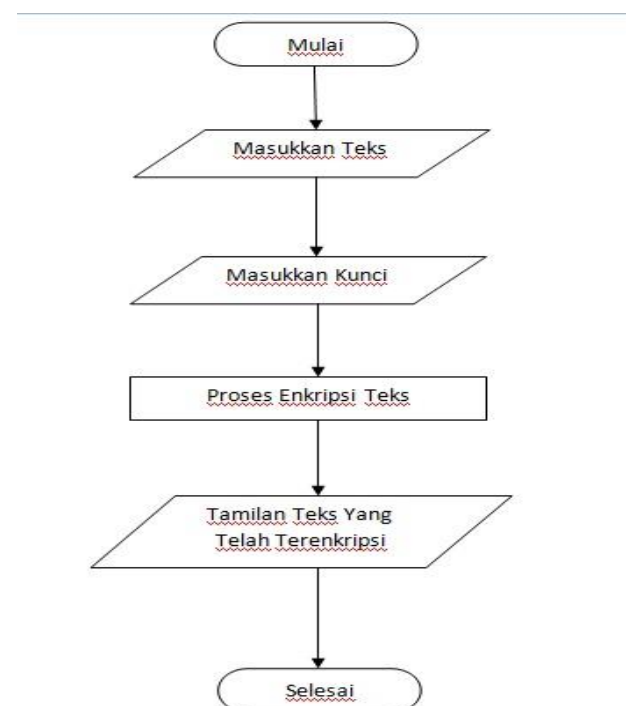 Mulai
Masukkan Teks
Masukkan Kunci
Proses Enkripsi Teks
Tamilan Teks Yang
Telah Terenkripsi
Selesai